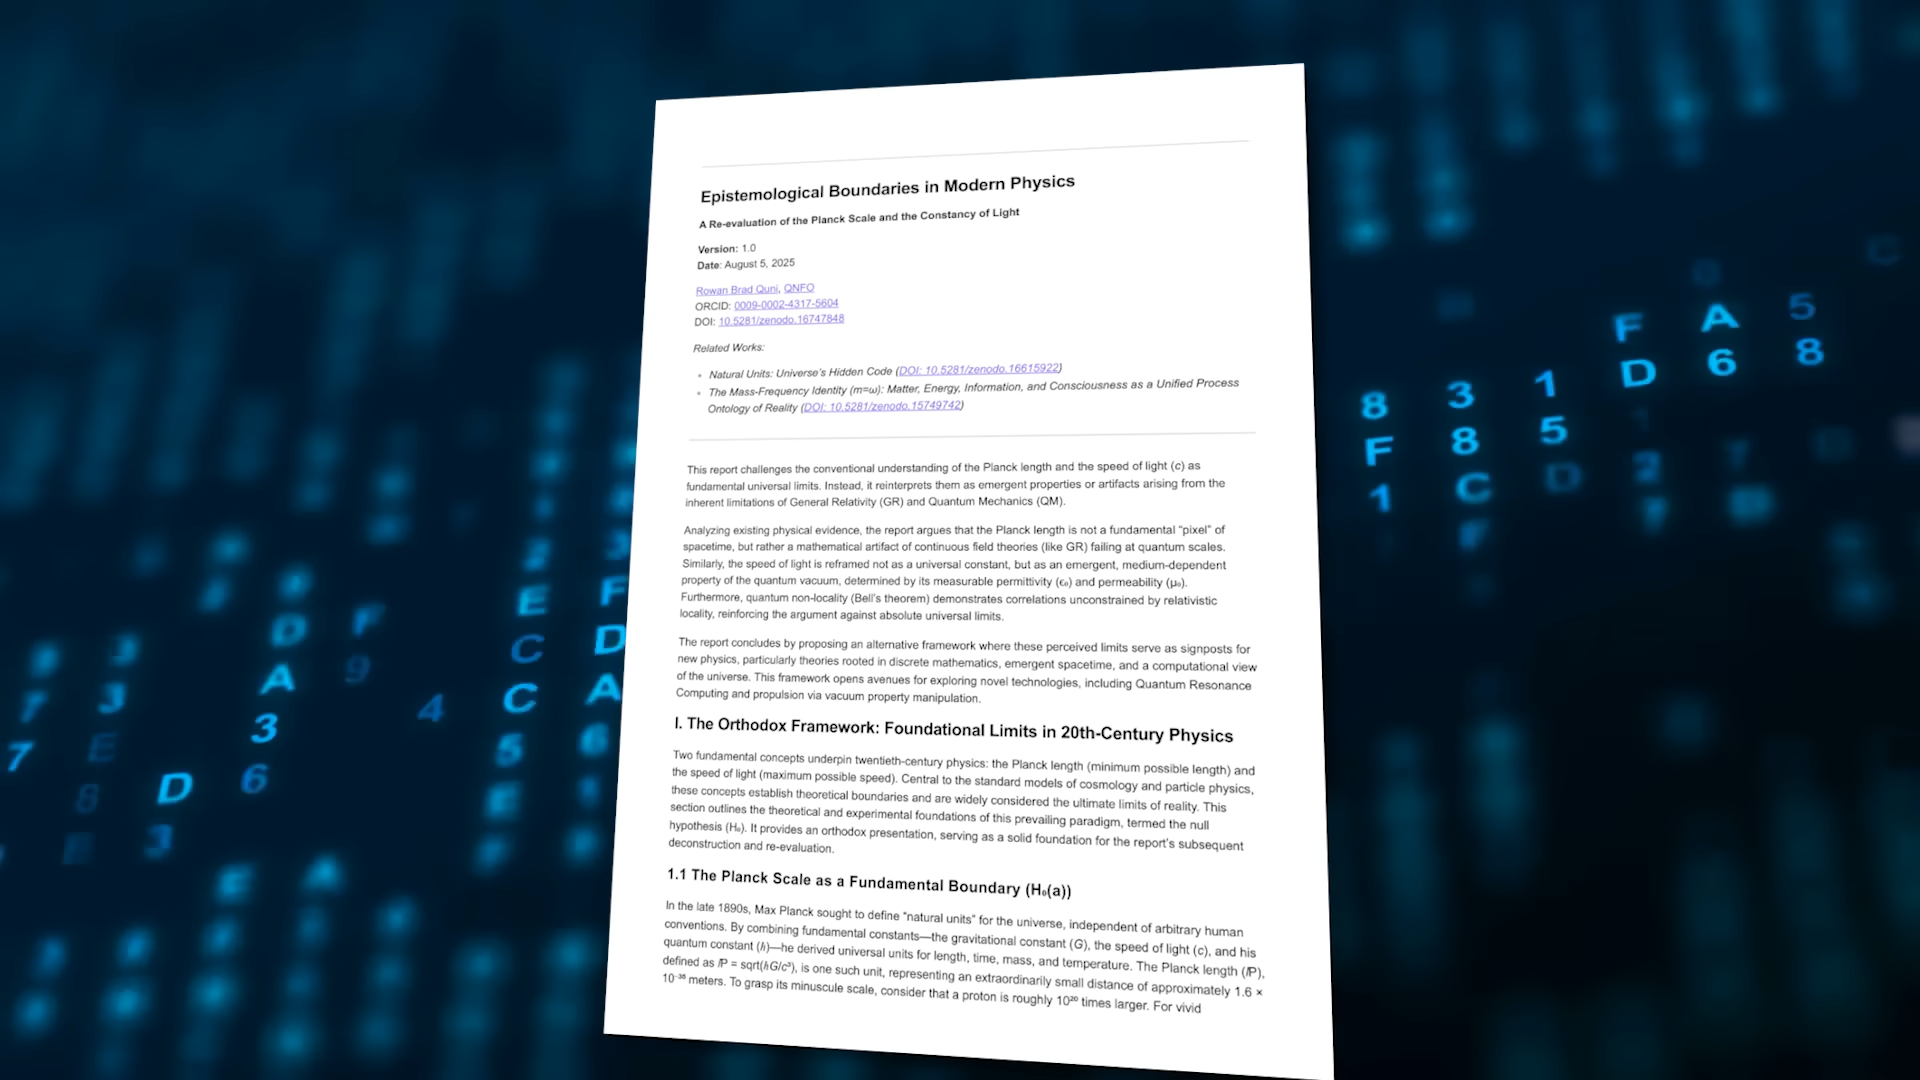 Epistemological Boundaries in Modern Physics
A Re-evaluation of the Planck Scale and the Constancy of Light
Version: 1.0
Date: August 5, 2025
Rowan Brad Quni, QNFO
ORCID: 0009-0002-4317-5604
DOI: 10.5281/zenodo.16747848
Related Works:
• Natural Units: Universe's Hidden Code (DOI: 10.5281/zenodo.16615922)
• The Mass-Frequency Identity (m=ω): Matter, Energy, Information, and Consciousness as a Unified Process
Ontology of Reality (DOI: 10.5281/zenodo.15749742)
This report challenges the conventional understanding of the Planck length and the speed of light (c) as
fundamental universal limits. Instead, it reinterprets them as emergent properties or artifacts arising from the
inherent limitations of General Relativity (GR) and Quantum Mechanics (QM).
Analyzing existing physical evidence, the report argues that the Planck length is not a fundamental "pixel" of
spacetime, but rather a mathematical artifact of continuous field theories (like GR) failing at quantum scales.
Similarly, the speed of light is reframed not as a universal constant, but as an emergent, medium-dependent
property of the quantum vacuum, determined by its measurable permittivity (ϵ₀) and permeability (μ₀).
Furthermore, quantum non-locality (Bell's theorem) demonstrates correlations unconstrained by relativistic
locality, reinforcing the argument against absolute universal limits.
The report concludes by proposing an alternative framework where these perceived limits serve as signposts for
new physics, particularly theories rooted in discrete mathematics, emergent spacetime, and a computational view
of the universe. This framework opens avenues for exploring novel technologies, including Quantum Resonance
Computing and propulsion via vacuum property manipulation.
I. The Orthodox Framework: Foundational Limits in 20th-Century Physics
Two fundamental concepts underpin twentieth-century physics: the Planck length (minimum possible length) and
the speed of light (maximum possible speed). Central to the standard models of cosmology and particle physics,
these concepts establish theoretical boundaries and are widely considered the ultimate limits of reality. This
section outlines the theoretical and experimental foundations of this prevailing paradigm, termed the null
hypothesis (H₀). It provides an orthodox presentation, serving as a solid foundation for the report's subsequent
deconstruction and re-evaluation.
1.1 The Planck Scale as a Fundamental Boundary (H₀(a))
In the late 1890s, Max Planck sought to define "natural units" for the universe, independent of arbitrary human
conventions. By combining fundamental constants—the gravitational constant (G), the speed of light (c), and his
quantum constant (ℏ)—he derived universal units for length, time, mass, and temperature. The Planck length (lP),
defined as lP = sqrt(ℏG/c³), is one such unit, representing an extraordinarily small distance of approximately 1.6 ×
10⁻³⁵ meters. To grasp its minuscule scale, consider that a proton is roughly 10²⁰ times larger. For vivid